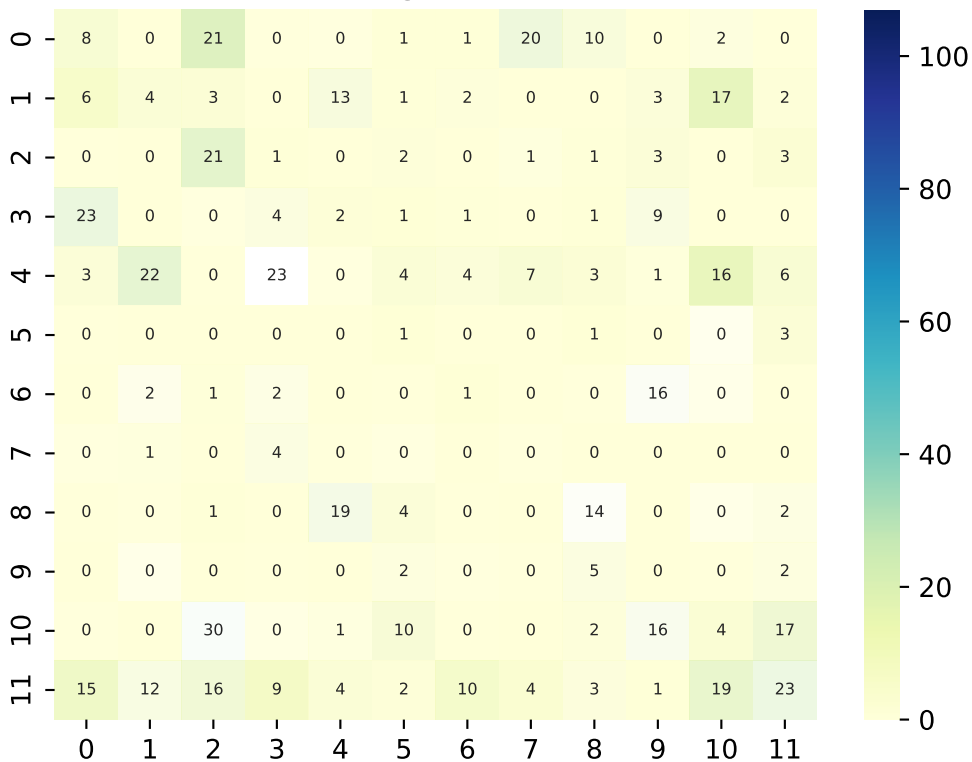 0 8 0 21 0 0 1 1 20 10 0 2 0
1 6 4 3 0 13 1 2 0 0 3 17 2
2 0 0 21 1 0 2 0 1 1 3 0 3
3 23 0 0 4 2 1 1 0 1 9 0 0
4 3 22 0 23 0 4 4 7 3 1 16 6
5 0 0 0 0 0 1 0 0 1 0 0 3
6 0 2 1 2 0 0 1 0 0 16 0 0
7 0 1 0 4 0 0 0 0 0 0 0 0
8 0 0 1 0 19 4 0 0 14 0 0 2
9 0 0 0 0 0 2 0 0 5 0 0 2
10 0 0 30 0 1 10 0 0 2 16 4 17
11 15 12 16 9 4 2 10 4 3 1 19 23
0 1 2 3 4 5 6 7 8 9 10 11
100
80
60
40
20
0